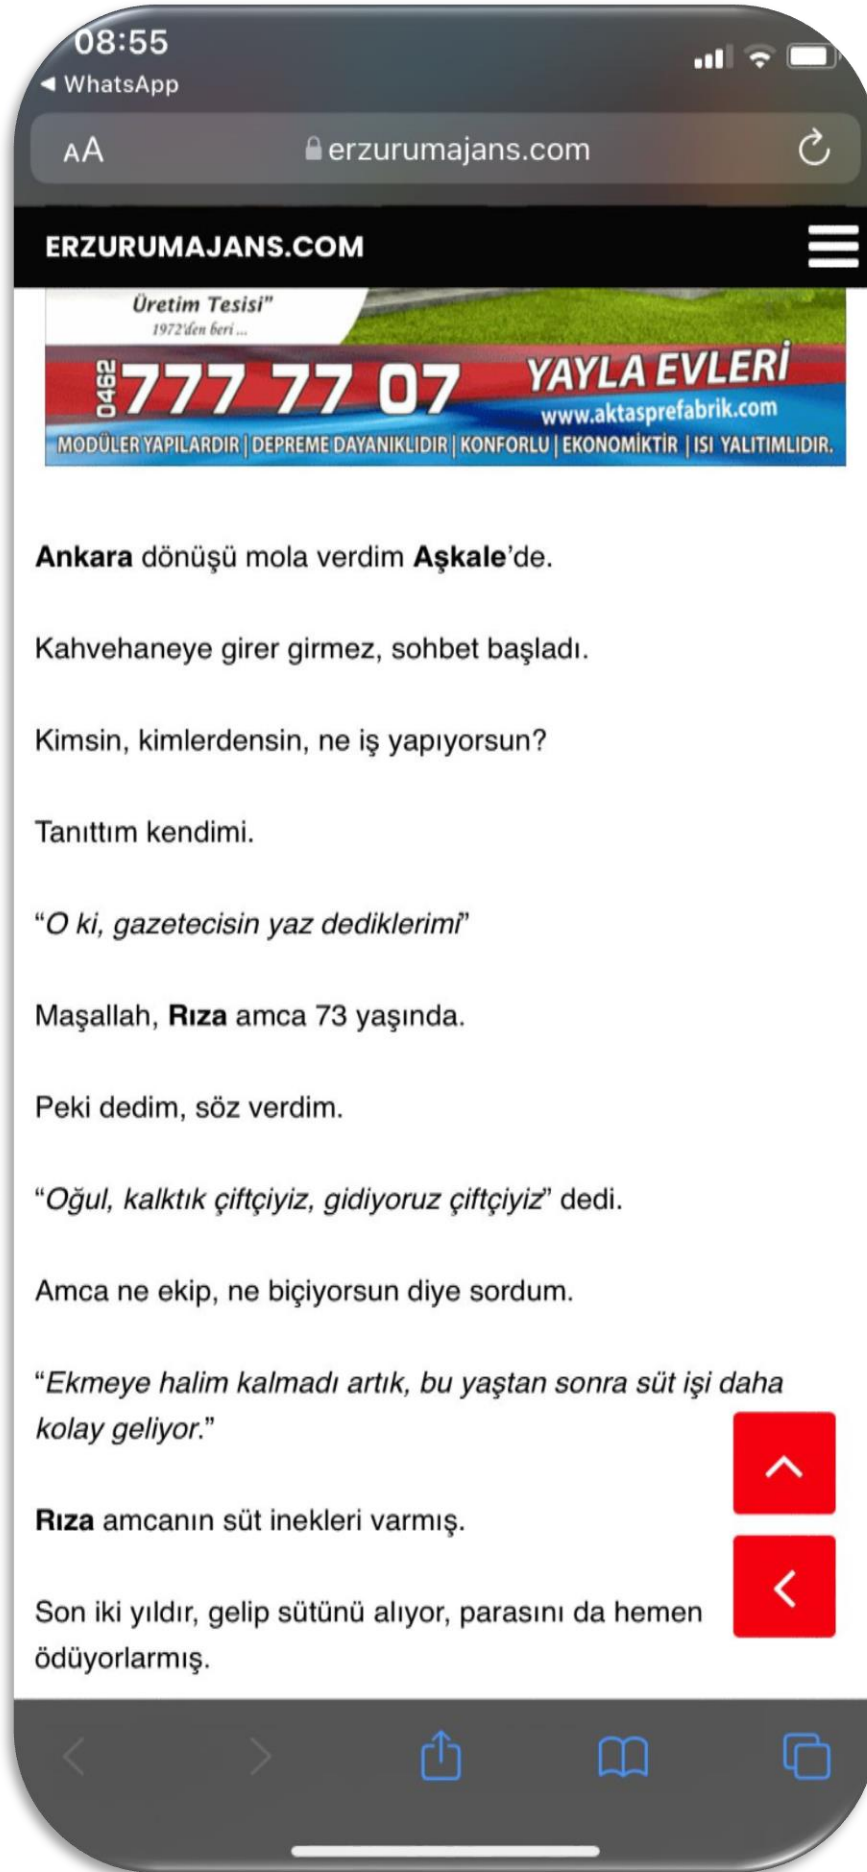 08:55
◀ WhatsApp
AA erzurumajans.com
ERZURUMAJANS.COM
Üretim Tesisi"
1972'den beri ...
0462 777 77 07
YAYLA EVLERİ
www.aktasprefabrik.com
MODÜLER YAPILARDIR | DEPREME DAYANIKLIDIR | KONFORLU | EKONOMİKTİR | ISI YALITIMLIDIR.
Ankara dönüşü mola verdim Aşkale’de.
Kahvehaneye girer girmez, sohbet başladı.
Kimsin, kimlerdensin, ne iş yapıyorsun?
Tanıttım kendimi.
“O ki, gazetecisin yaz dediklerimi”
Maşallah, Rıza amca 73 yaşında.
Peki dedim, söz verdim.
“Oğul, kalktık çiftçiyiz, gidiyoruz çiftçiyiz” dedi.
Amca ne ekip, ne biçiyorsun diye sordum.
“Ekmeye halim kalmadı artık, bu yaştan sonra süt işi daha
kolay geliyor.”
Rıza amcanın süt inekleri varmış.
Son iki yıldır, gelip sütünü alıyor, parasını da hemen
ödüyorlarmış.